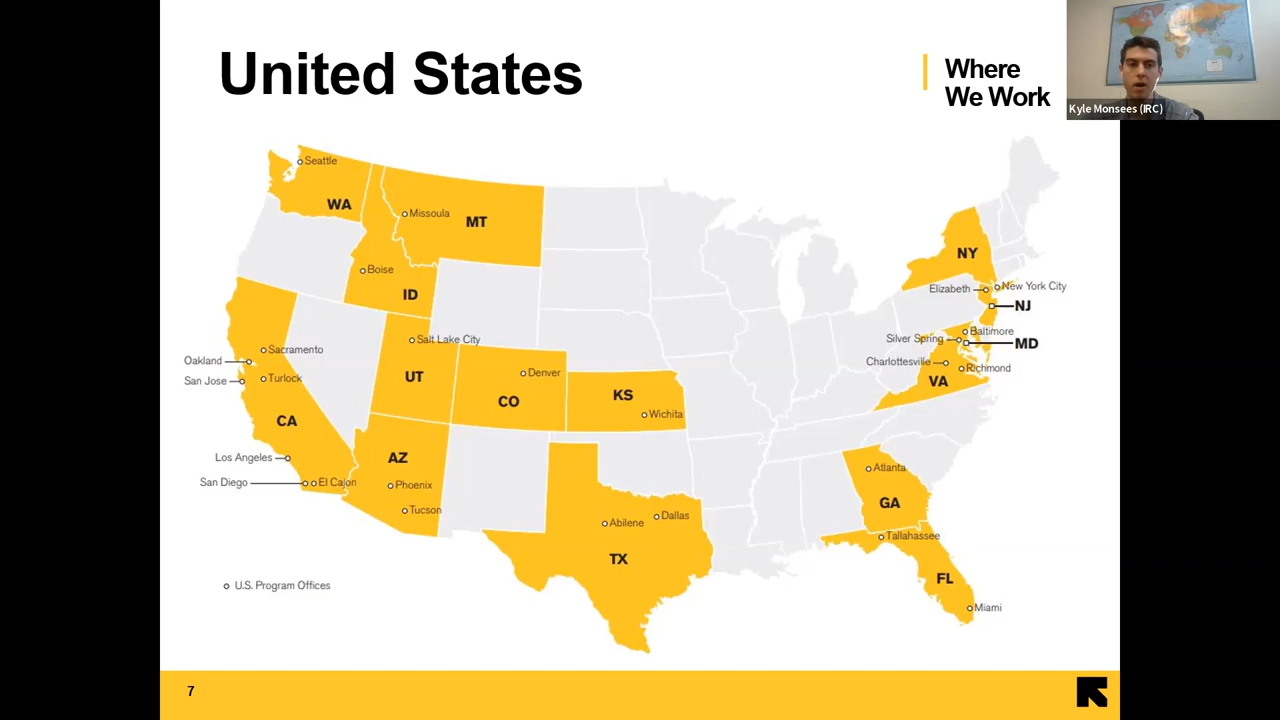 United States
Where
We Work
Kyle Monsees (IRC)
Seattle
WA
Missoula
MT
Boise
ID
NY
Elizabeth
New York City
NJ
Baltimore
Silver Spring
MD
Charlottesville
Richmond
VA
Salt Lake City
UT
Denver
CO
KS
Wichita
Sacramento
Oakland
San Jose
Turlock
CA
Los Angeles
San Diego
El Cajon
AZ
Phoenix
Tucson
Abilene
Dallas
TX
Atlanta
GA
Tallahassee
FL
Miami
U.S. Program Offices
7